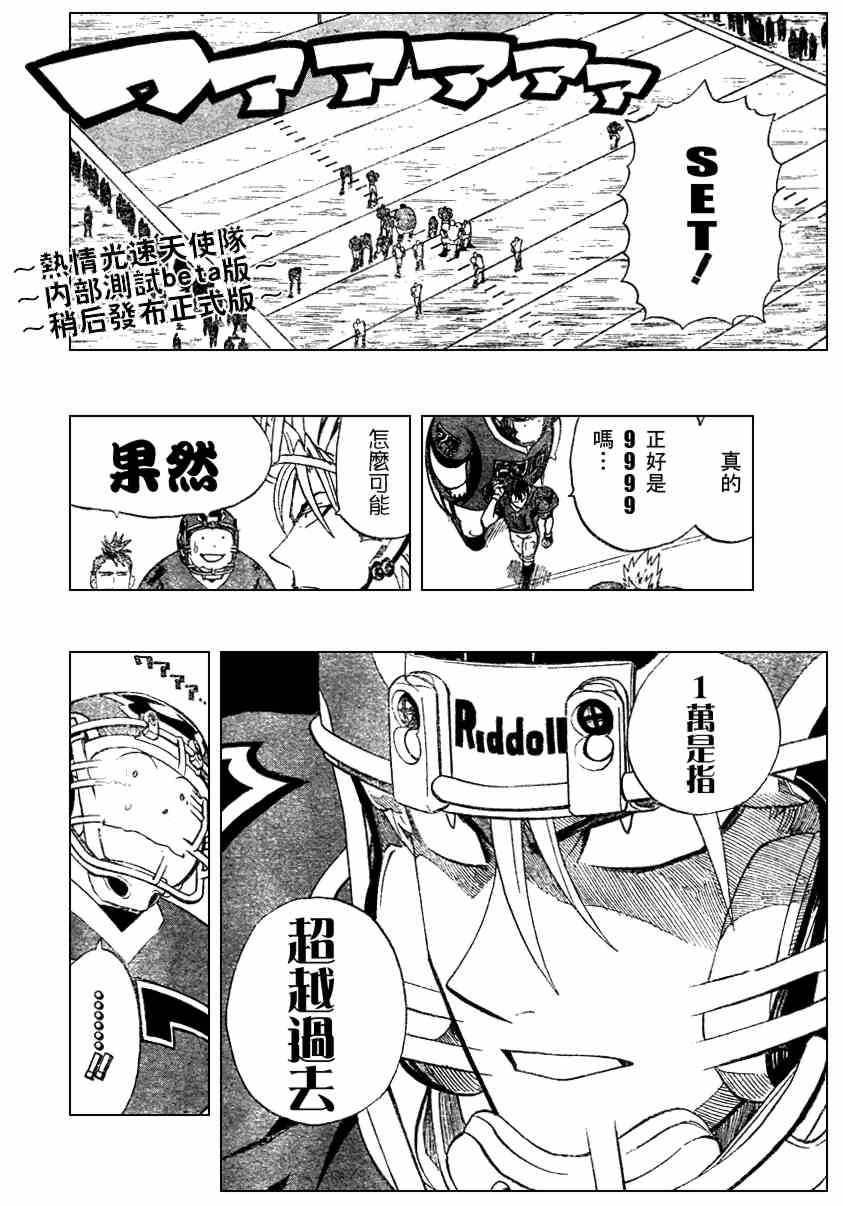 ワァァァァァ
SET!
～熱情光速天使隊～
～内部測試beta版～
～稍后發布正式版～
真的
正好是
9999
嗎…
怎麼可能
果然
Riddell
1萬是指
超越過去
ワァァァ…
……!!